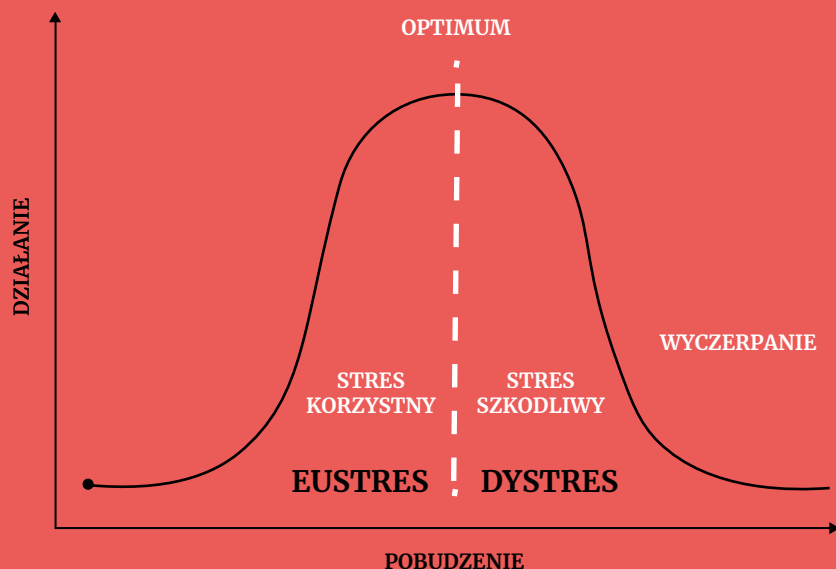 OPTIMUM
DZIAŁANIE
WYCZERPANIE
STRES
KORZYSTNY
STRES
SZKODLIWY
EUSTRES
DYSTRES
POBUDZENIE